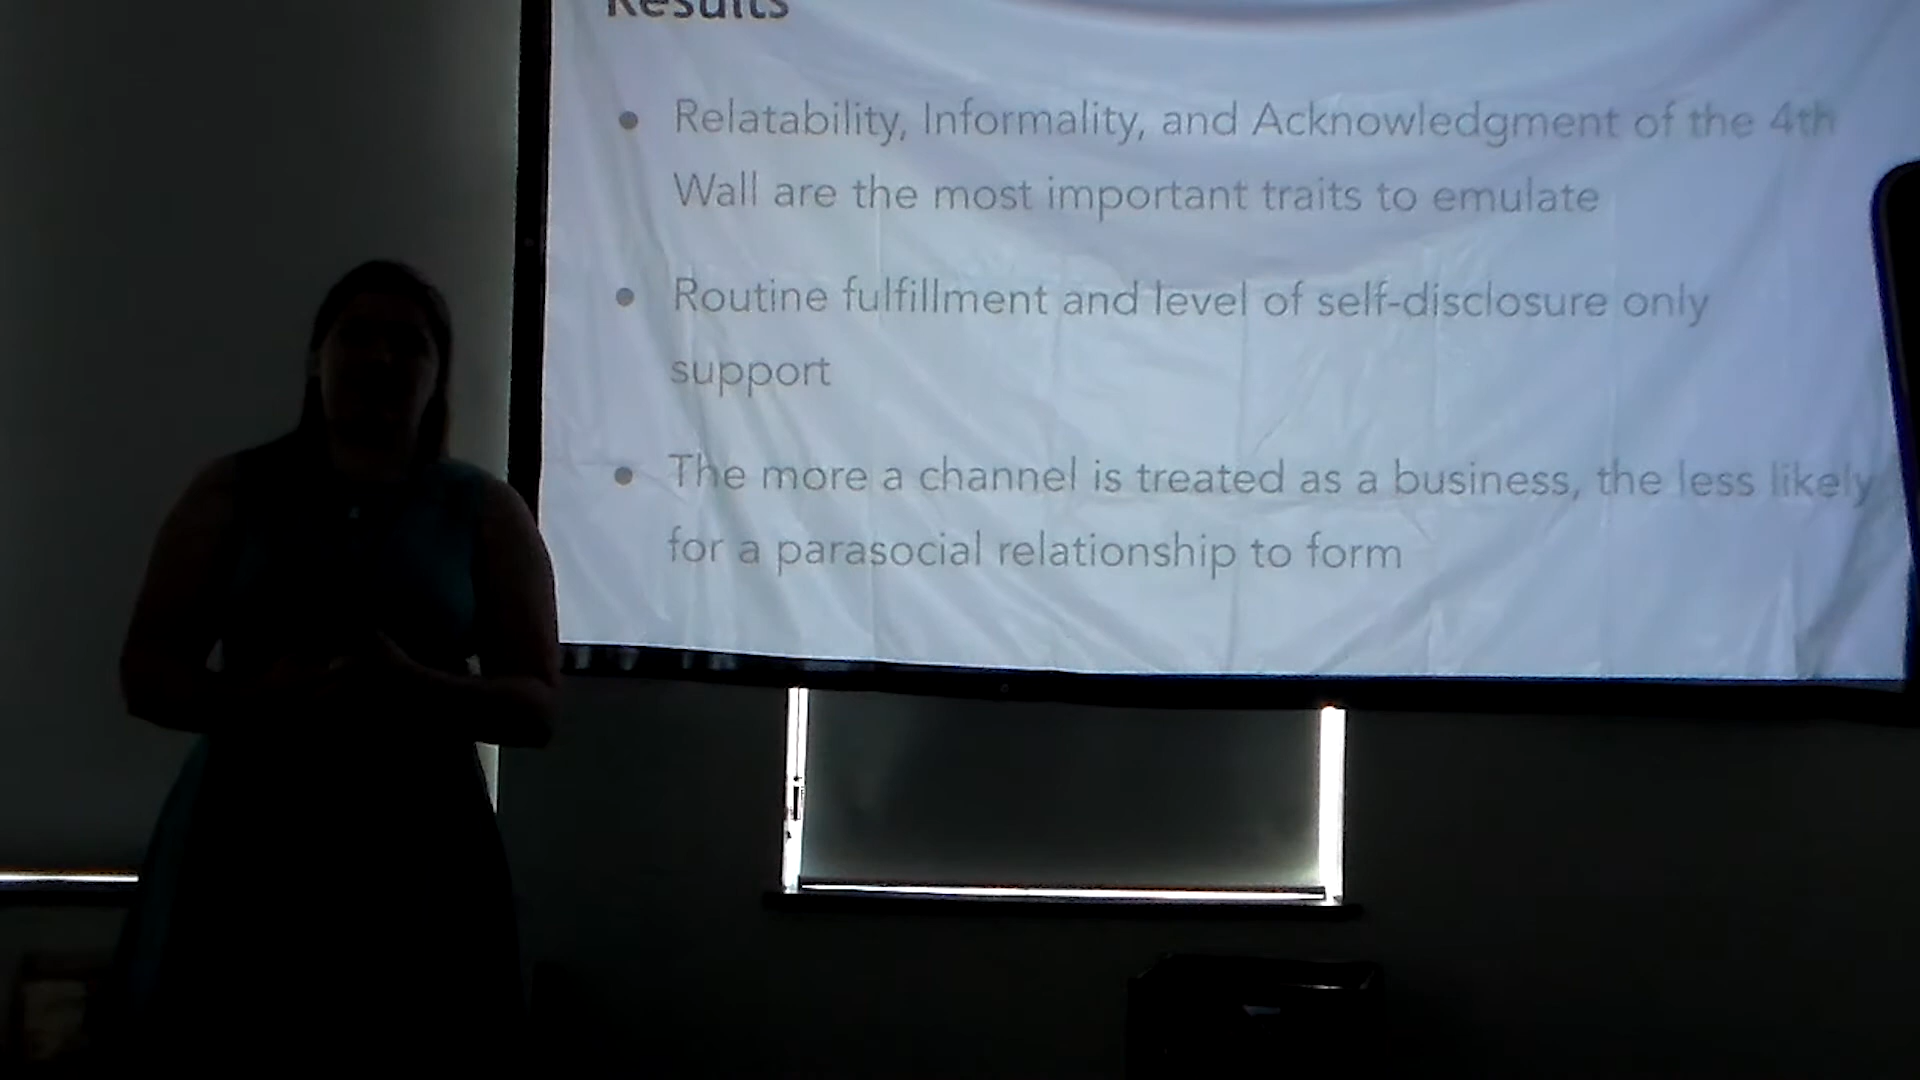 Results
• Relatability, Informality, and Acknowledgment of the 4th
Wall are the most important traits to emulate
• Routine fulfillment and level of self-disclosure only
support
• The more a channel is treated as a business, the less likely
for a parasocial relationship to form